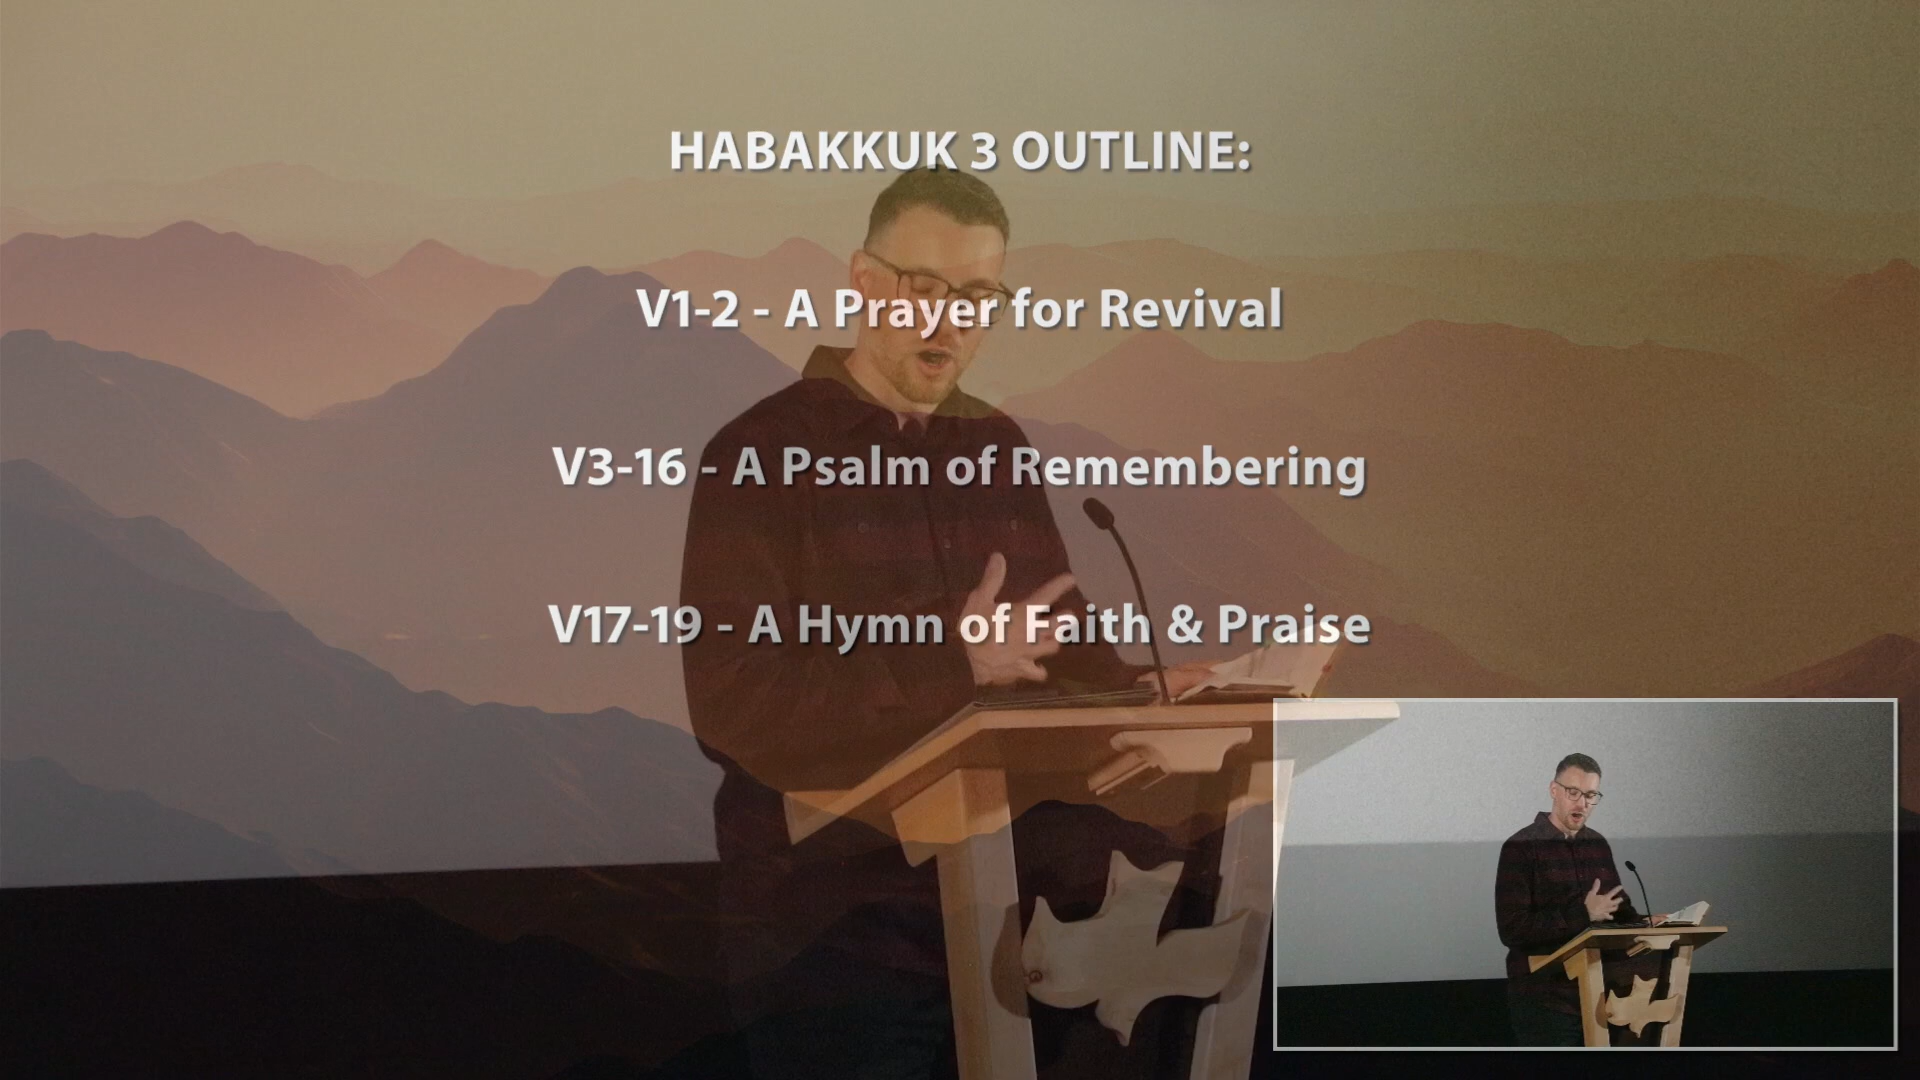 HABAKKUK 3 OUTLINE:
V1-2 - A Prayer for Revival
V3-16 - A Psalm of Remembering
V17-19 - A Hymn of Faith & Praise